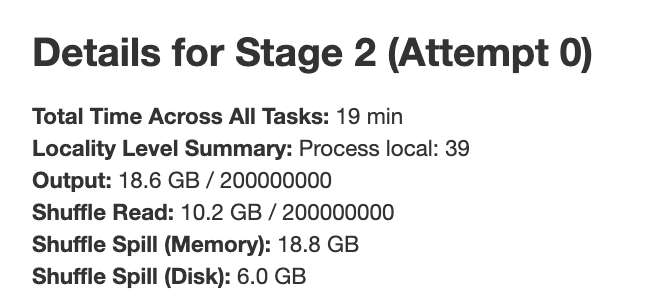 Details for Stage 2 (Attempt 0)
Total Time Across All Tasks: 19 min
Locality Level Summary: Process local: 39
Output: 18.6 GB / 200000000
Shuffle Read: 10.2 GB / 200000000
Shuffle Spill (Memory): 18.8 GB
Shuffle Spill (Disk): 6.0 GB